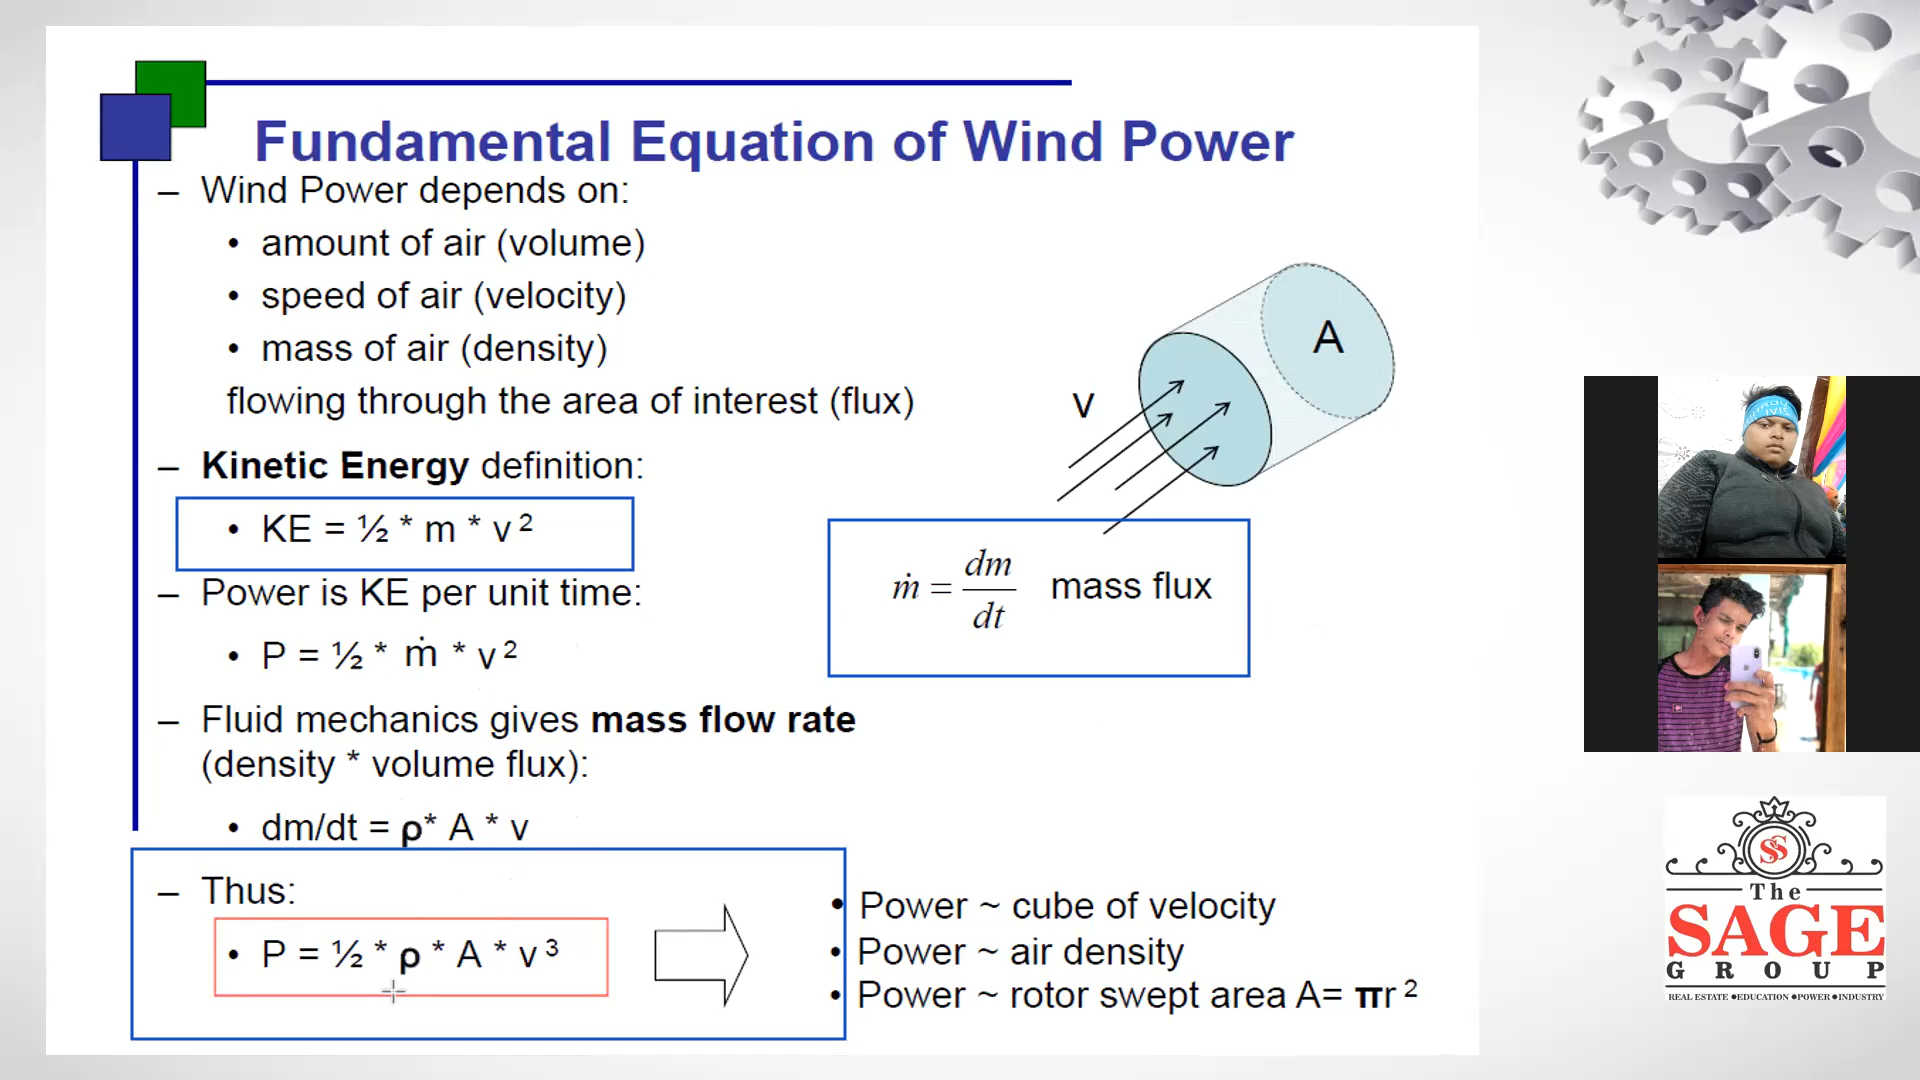 Fundamental Equation of Wind Power
– Wind Power depends on:
• amount of air (volume)
• speed of air (velocity)
• mass of air (density)
flowing through the area of interest (flux)
– Kinetic Energy definition:
• KE = ½ * m * v ²
– Power is KE per unit time:
• P = ½ * ṁ * v ²
– Fluid mechanics gives mass flow rate
(density * volume flux):
• dm/dt = ρ* A * v
– Thus:
• P = ½ * ρ * A * v ³
A
v
ṁ = dm/dt mass flux
• Power ~ cube of velocity
• Power ~ air density
• Power ~ rotor swept area A= πr ²
SS
The
SAGE
GROUP
REAL ESTATE ●EDUCATION ●POWER ●INDUSTRY